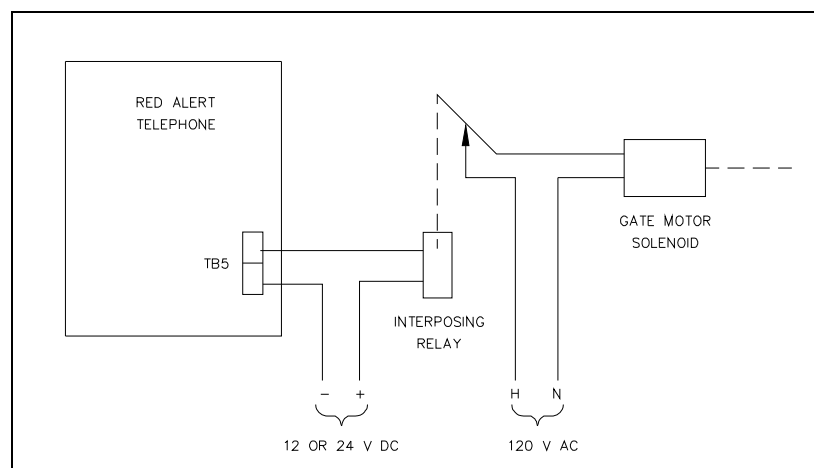 RED ALERT
TELEPHONE
TB5
GATE MOTOR
SOLENOID
INTERPOSING
RELAY
- +
H N
12 OR 24 V DC
120 V AC